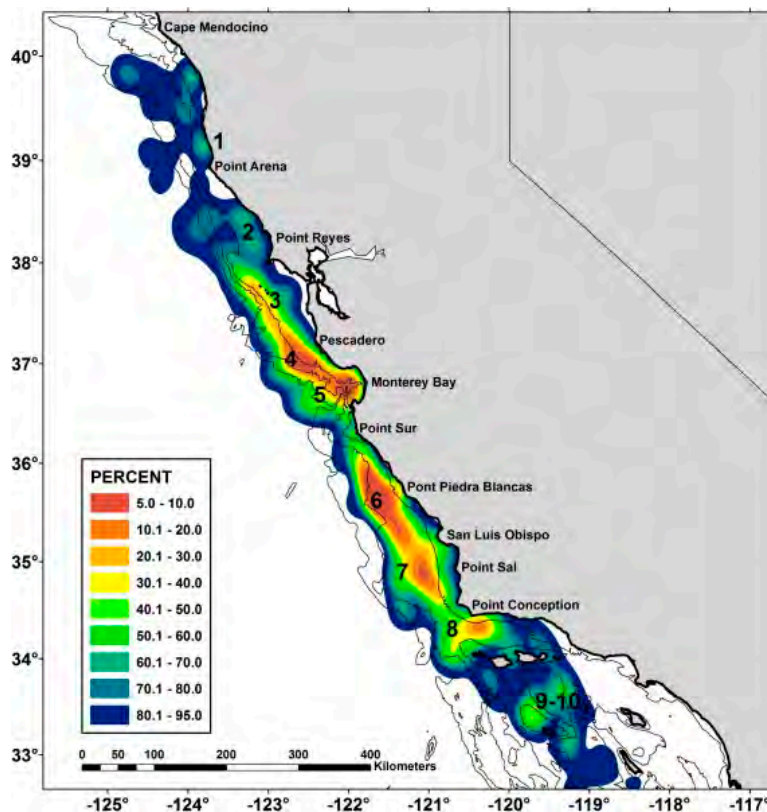 Cape Mendocino
40°
1
39°
Point Arena
2
Point Reyes
38°
3
Pescadero
37°
4
Monterey Bay
5
Point Sur
36°
PERCENT
5.0 - 10.0
10.1 - 20.0
20.1 - 30.0
30.1 - 40.0
40.1 - 50.0
50.1 - 60.0
60.1 - 70.0
70.1 - 80.0
80.1 - 95.0
Pont Piedra Blancas
6
San Luis Obispo
35°
7
Point Sal
Point Conception
8
34°
9-10
33°
0 50 100 200 300 400
Kilometers
-125° -124° -123° -122° -121° -120° -119° -118° -117°